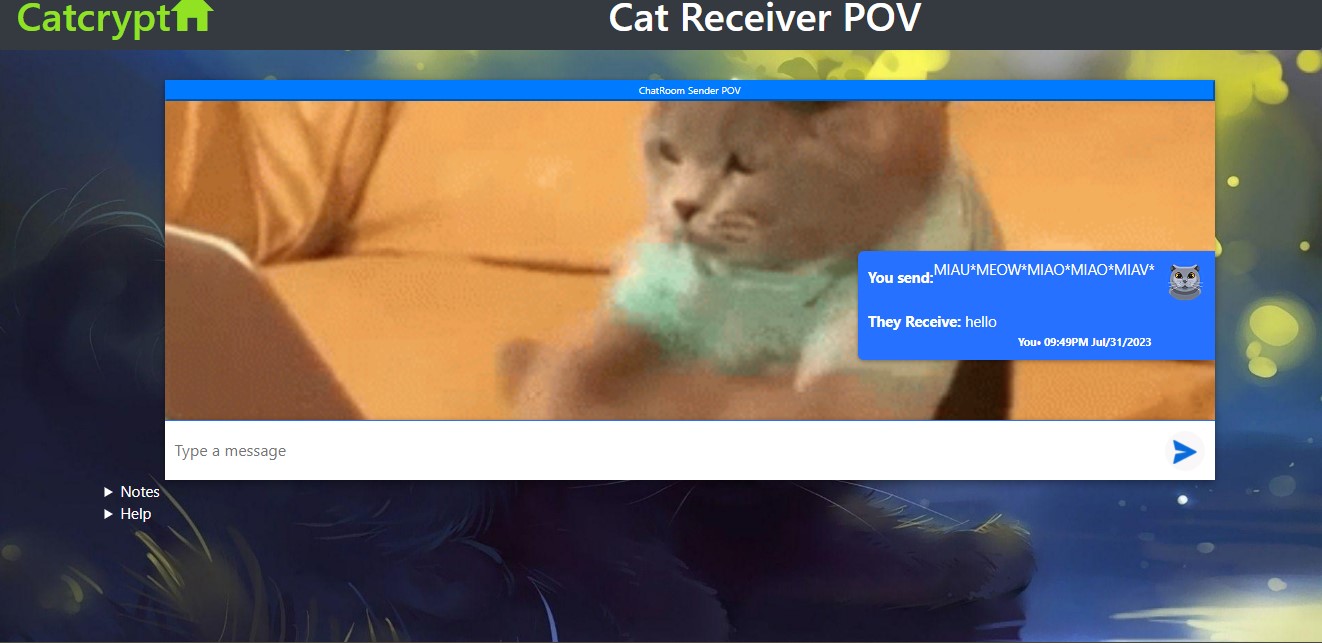 Catcrypt
Cat Receiver POV
ChatRoom Sender POV
You send:MIAU*MEOW*MIAO*MIAO*MIAV*
They Receive: hello
You• 09:49PM Jul/31/2023
Type a message
Notes
Help